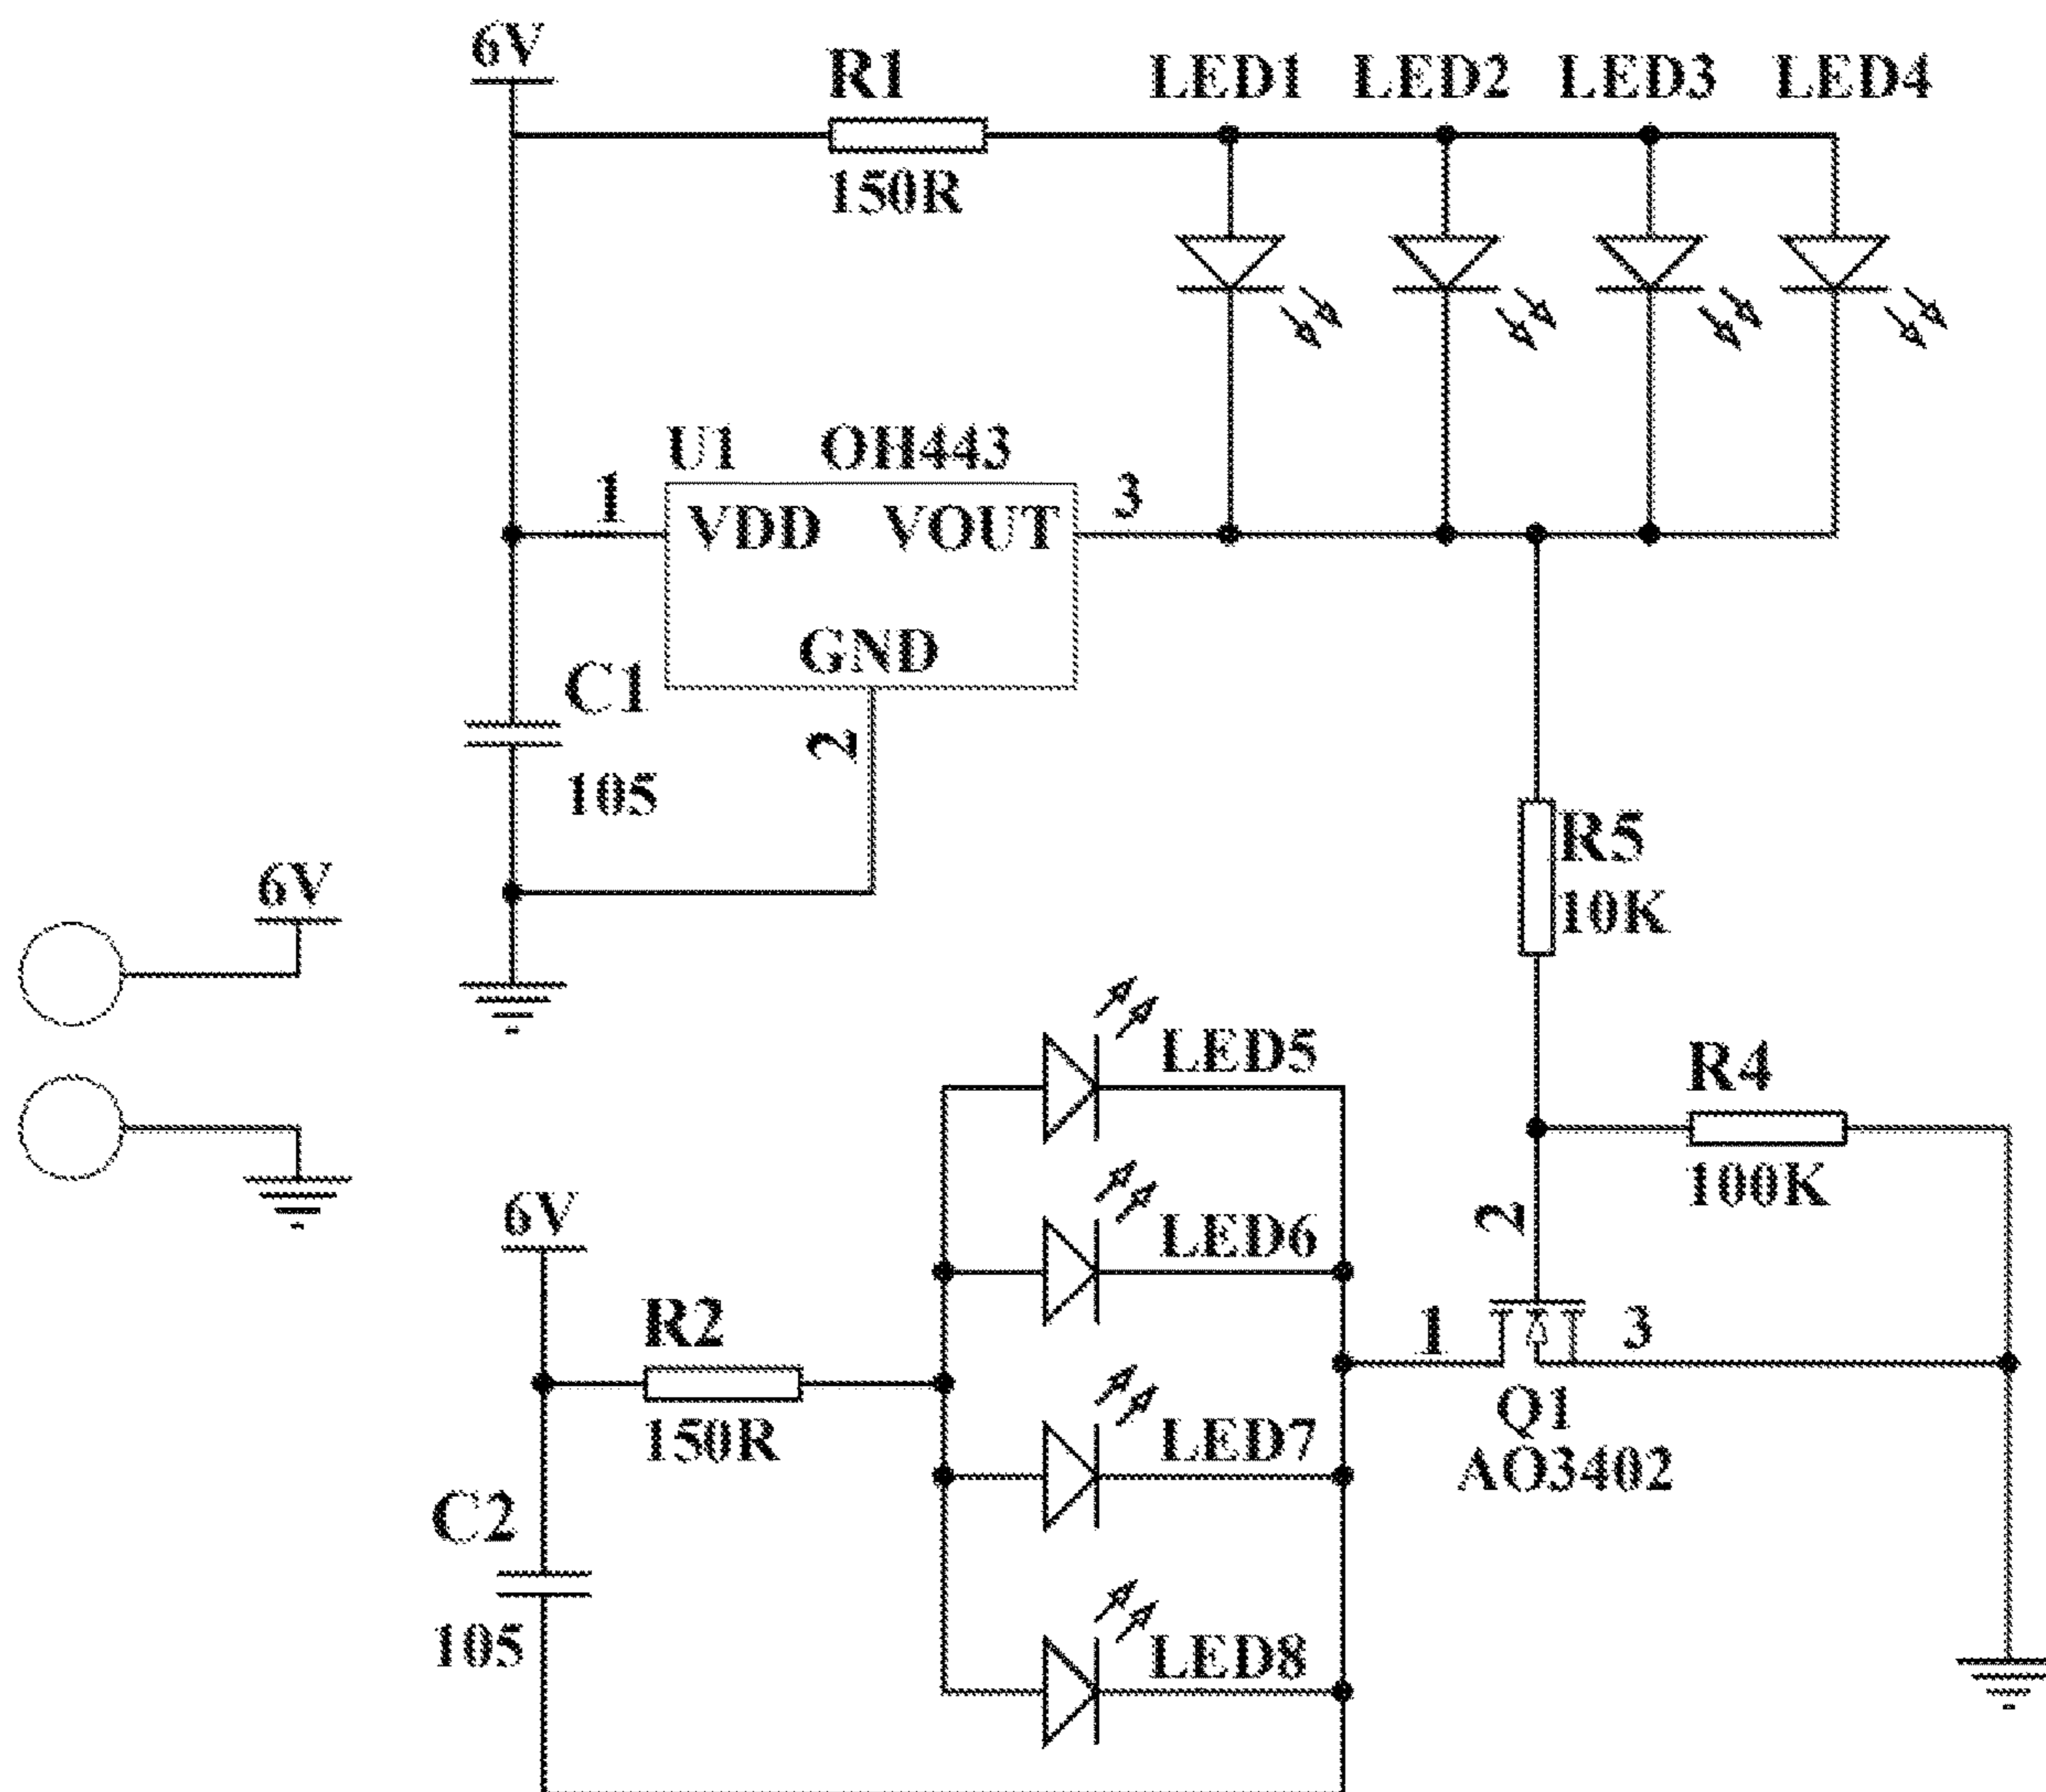 6V
R1
LED1
LED2
LED3
LED4
150R
U1
OH443
1
VDD
VOUT
3
GND
C1
2
105
R5
10K
6V
LED5
R4
100K
6V
LED6
2
R2
1
3
150R
Q1
LED7
AO3402
C2
105
LED8